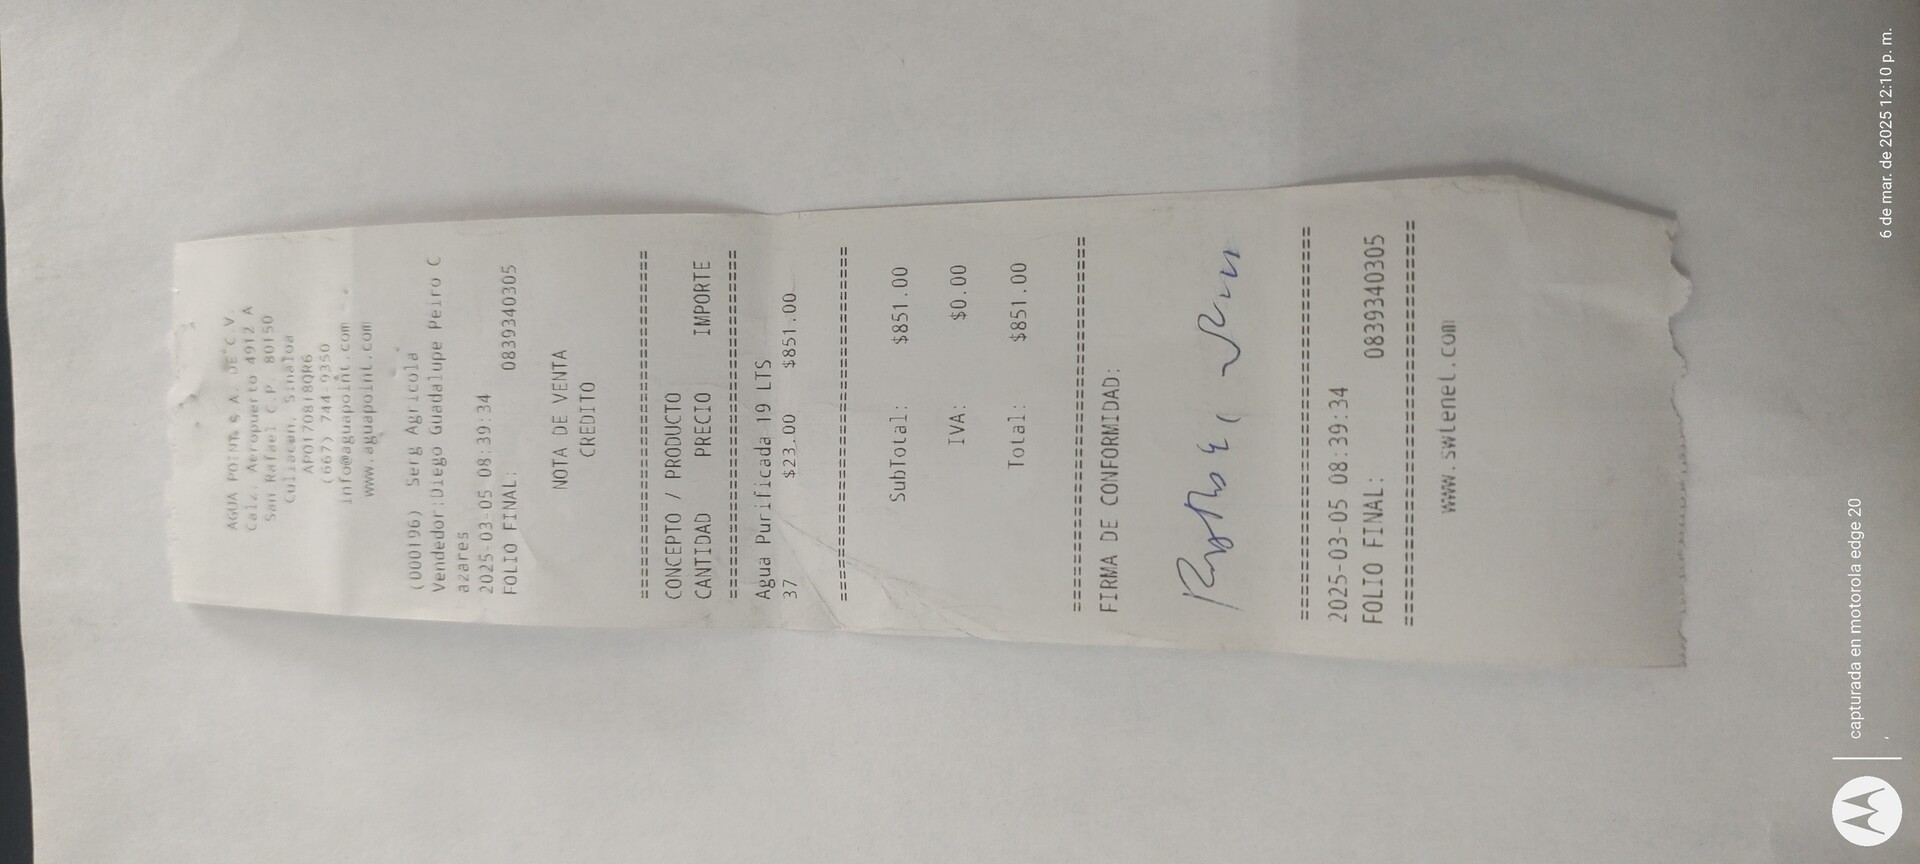 AGUA POINT S.A. DE C.V.
Calz. Aeropuerto 4912 A
San Rafael C.P. 80150
Culiacan, Sinaloa
APO170818QR6
(667) 744-9350
info@aguapoint.com
www.aguapoint.com
(000196) Serg Agricola
Vendedor:Diego Guadalupe Peiro C
azares
2025-03-05 08:39:34
FOLIO FINAL: 0839340305
NOTA DE VENTA
CREDITO
================================
CONCEPTO / PRODUCTO
CANTIDAD PRECIO IMPORTE
================================
Agua Purificada 19 LTS
37 $23.00 $851.00
================================
SubTotal: $851.00
IVA: $0.00
Total: $851.00
================================
FIRMA DE CONFORMIDAD:
================================
2025-03-05 08:39:34
FOLIO FINAL: 0839340305
================================
www.swtenet.com
capturada en motorola edge 20
6 de mar. de 2025 12:10 p. m.